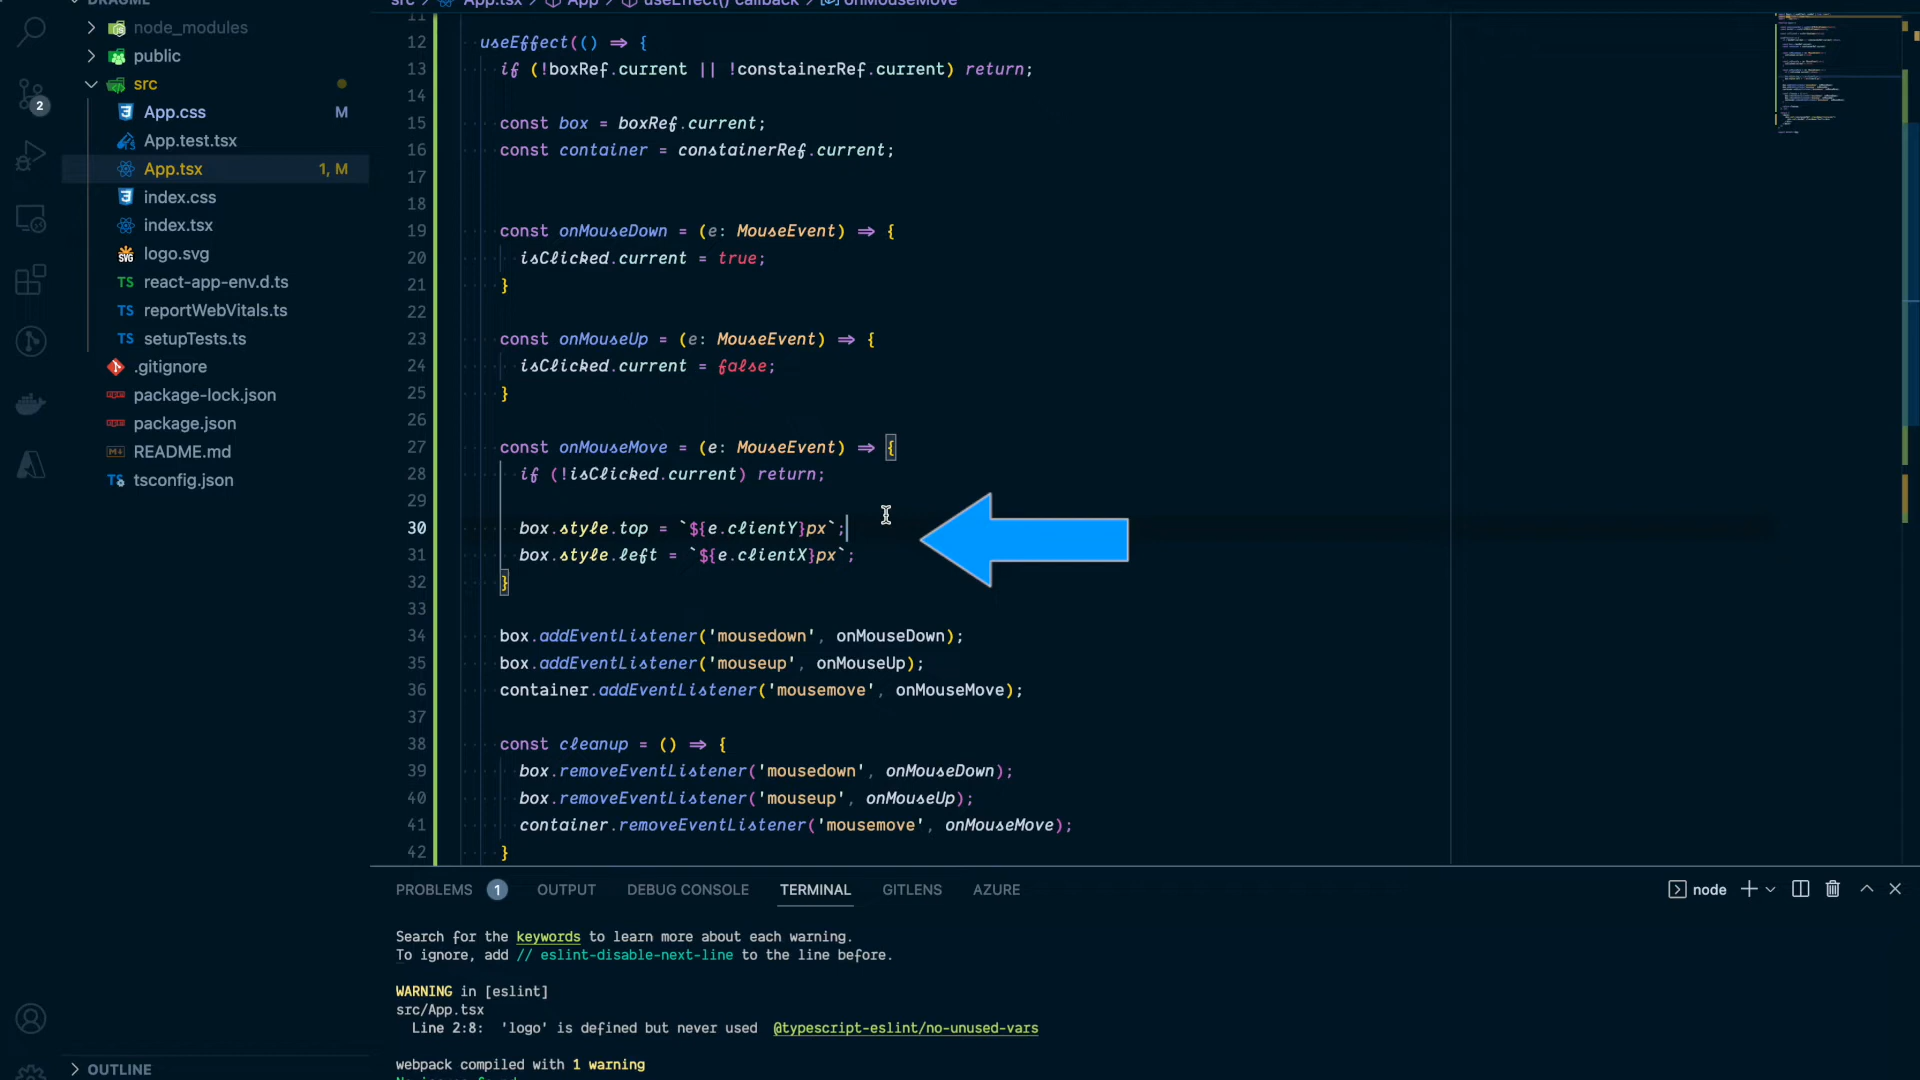 DRAGME
src > App.tsx > App > useEffect() callback > onMouseMove
node_modules
public
src
App.css M
App.test.tsx
App.tsx 1, M
index.css
index.tsx
logo.svg
react-app-env.d.ts
reportWebVitals.ts
setupTests.ts
.gitignore
package-lock.json
package.json
README.md
tsconfig.json
OUTLINE
2
11
12 useEffect(() => {
13 if (!boxRef.current || !constainerRef.current) return;
14
15 const box = boxRef.current;
16 const container = constainerRef.current;
17
18
19 const onMouseDown = (e: MouseEvent) => {
20 isClicked.current = true;
21 }
22
23 const onMouseUp = (e: MouseEvent) => {
24 isClicked.current = false;
25 }
26
27 const onMouseMove = (e: MouseEvent) => {
28 if (!isClicked.current) return;
29
30 box.style.top = `${e.clientY}px`;
31 box.style.left = `${e.clientX}px`;
32 }
33
34 box.addEventListener('mousedown', onMouseDown);
35 box.addEventListener('mouseup', onMouseUp);
36 container.addEventListener('mousemove', onMouseMove);
37
38 const cleanup = () => {
39 box.removeEventListener('mousedown', onMouseDown);
40 box.removeEventListener('mouseup', onMouseUp);
41 container.removeEventListener('mousemove', onMouseMove);
42 }
PROBLEMS 1 OUTPUT DEBUG CONSOLE TERMINAL GITLENS AZURE node
Search for the keywords to learn more about each warning.
To ignore, add // eslint-disable-next-line to the line before.
WARNING in [eslint]
src/App.tsx
Line 2:8: 'logo' is defined but never used @typescript-eslint/no-unused-vars
webpack compiled with 1 warning